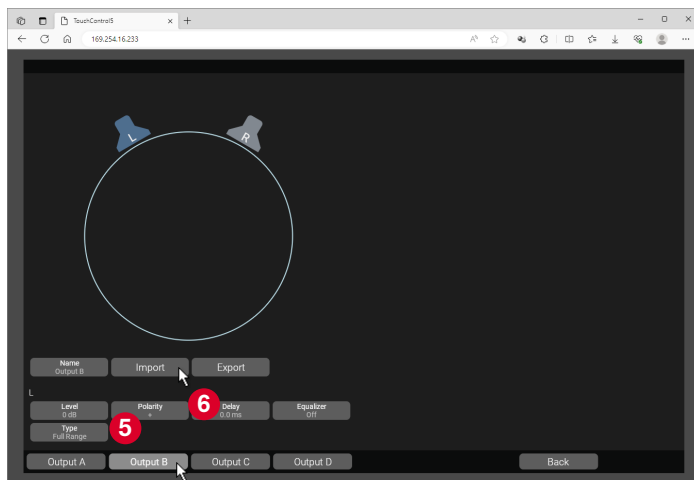 TouchControl5
169.254.16.233
L
R
Name
Output B
Import
Export
L
Level
0 dB
Polarity
+
6
Delay
0.0 ms
Equalizer
Off
Type
Full Range
5
Output A
Output B
Output C
Output D
Back